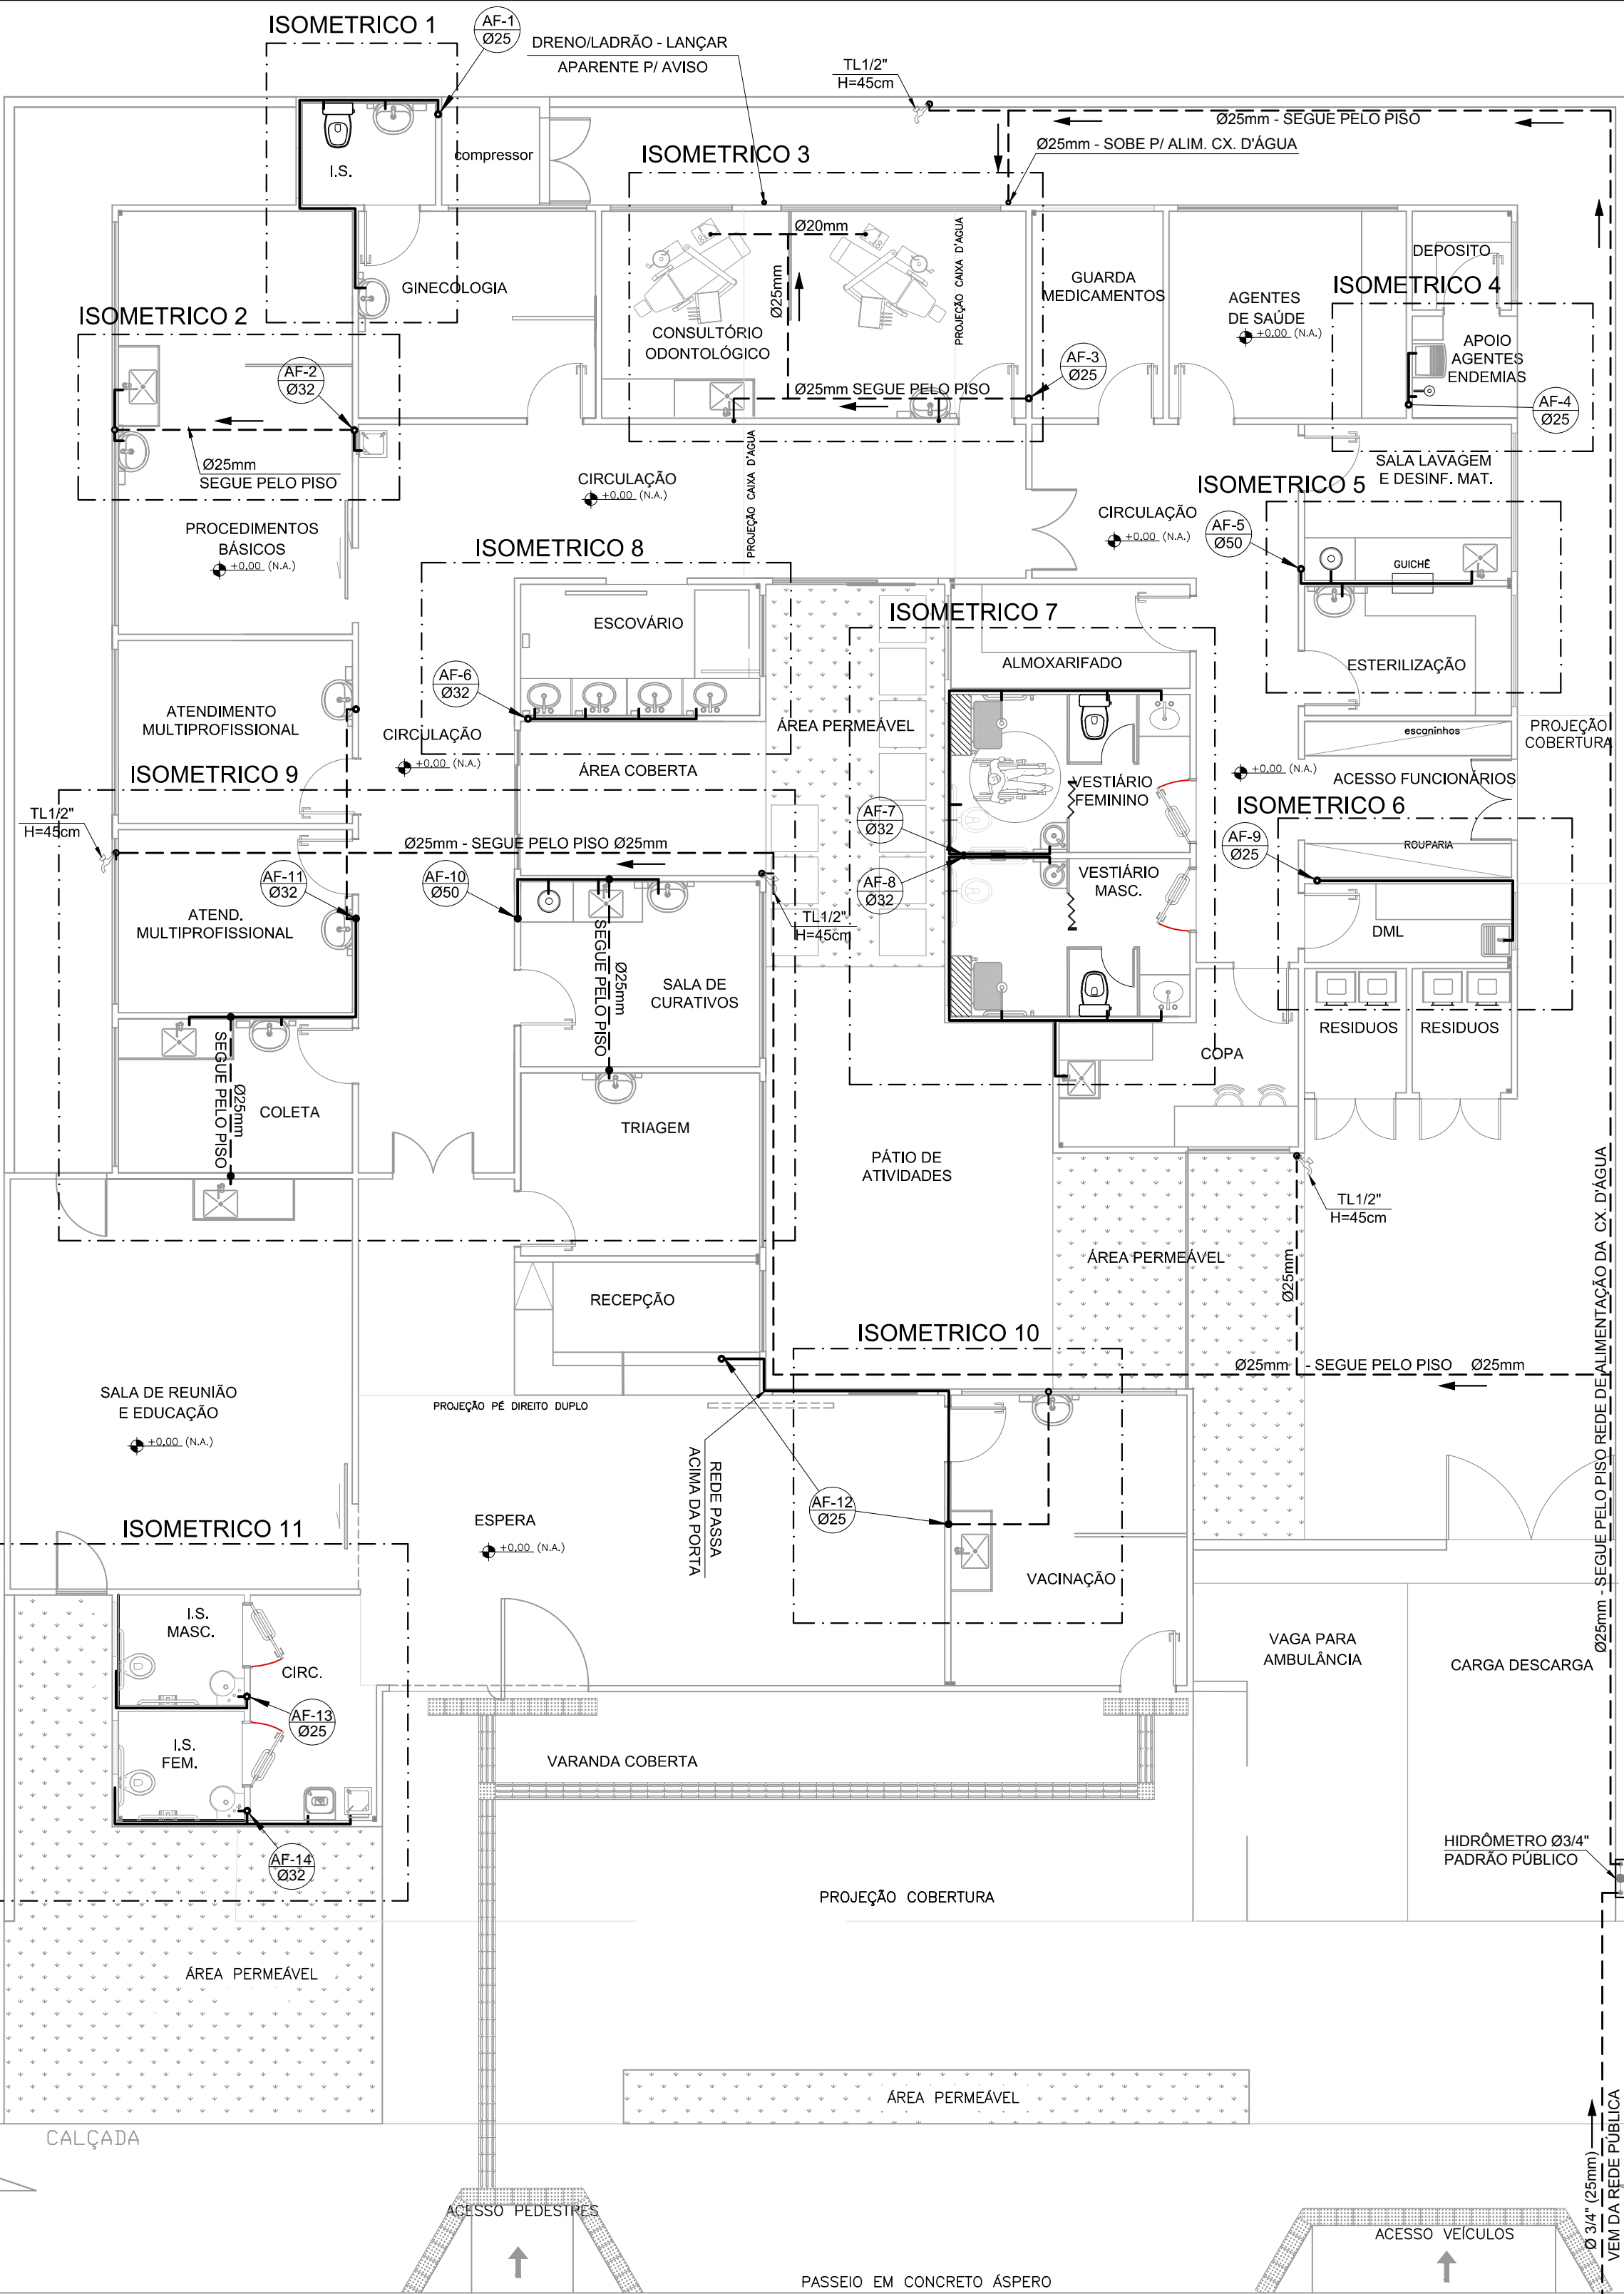 ISOMETRICO 1
AF-1
Ø25
DRENO/LADRÃO - LANÇAR
APARENTE P/ AVISO
TL1/2"
H=45cm
Ø25mm - SEGUE PELO PISO
Ø25mm - SOBE P/ ALIM. CX. D'ÁGUA
compressor
I.S.
ISOMETRICO 3
Ø20mm
Ø25mm
PROJEÇÃO CAIXA D'AGUA
GINECOLOGIA
CONSULTÓRIO
ODONTOLÓGICO
GUARDA
MEDICAMENTOS
AGENTES
DE SAÚDE
+0,00 (N.A.)
DEPOSITO
ISOMETRICO 4
APOIO
AGENTES
ENDEMIAS
AF-4
Ø25
ISOMETRICO 2
AF-2
Ø32
AF-3
Ø25
Ø25mm SEGUE PELO PISO
Ø25mm
SEGUE PELO PISO
PROJEÇÃO CAIXA D'AGUA
CIRCULAÇÃO
+0,00 (N.A.)
SALA LAVAGEM
E DESINF. MAT.
ISOMETRICO 5
AF-5
Ø50
CIRCULAÇÃO
+0,00 (N.A.)
GUICHÊ
PROCEDIMENTOS
BÁSICOS
+0,00 (N.A.)
ISOMETRICO 8
ESCOVÁRIO
ISOMETRICO 7
ALMOXARIFADO
ESTERILIZAÇÃO
AF-6
Ø32
ATENDIMENTO
MULTIPROFISSIONAL
CIRCULAÇÃO
+0,00 (N.A.)
ÁREA PERMEÁVEL
ÁREA COBERTA
escaninhos
PROJEÇÃO
COBERTURA
+0,00 (N.A.)
ACESSO FUNCIONÁRIOS
VESTIÁRIO
FEMININO
ISOMETRICO 9
ISOMETRICO 6
TL1/2"
H=45cm
Ø25mm - SEGUE PELO PISO Ø25mm
AF-7
Ø32
AF-8
Ø32
AF-9
Ø25
ROUPARIA
AF-11
Ø32
AF-10
Ø50
VESTIÁRIO
MASC.
ATEND.
MULTIPROFISSIONAL
TL1/2"
H=45cm
DML
SEGUE PELO PISO
Ø25mm
SALA DE
CURATIVOS
RESIDUOS
RESIDUOS
COPA
SEGUE PELO PISO
Ø25mm
COLETA
TRIAGEM
PÁTIO DE
ATIVIDADES
TL1/2"
H=45cm
ÁREA PERMEÁVEL
Ø25mm
RECEPÇÃO
ISOMETRICO 10
Ø25mm - SEGUE PELO PISO Ø25mm
SALA DE REUNIÃO
E EDUCAÇÃO
+0,00 (N.A.)
PROJEÇÃO PÉ DIREITO DUPLO
REDE PASSA
ACIMA DA PORTA
AF-12
Ø25
ISOMETRICO 11
ESPERA
+0,00 (N.A.)
VACINAÇÃO
Ø25mm - SEGUE PELO PISO REDE DE ALIMENTAÇÃO DA CX. D'ÁGUA
I.S.
MASC.
CIRC.
AF-13
Ø25
VAGA PARA
AMBULÂNCIA
CARGA DESCARGA
I.S.
FEM.
VARANDA COBERTA
AF-14
Ø32
HIDRÔMETRO Ø3/4"
PADRÃO PÚBLICO
PROJEÇÃO COBERTURA
ÁREA PERMEÁVEL
ÁREA PERMEÁVEL
CALÇADA
Ø 3/4" (25mm)
VEM DA REDE PÚBLICA
ACESSO PEDESTRES
ACESSO VEÍCULOS
PASSEIO EM CONCRETO ÁSPERO